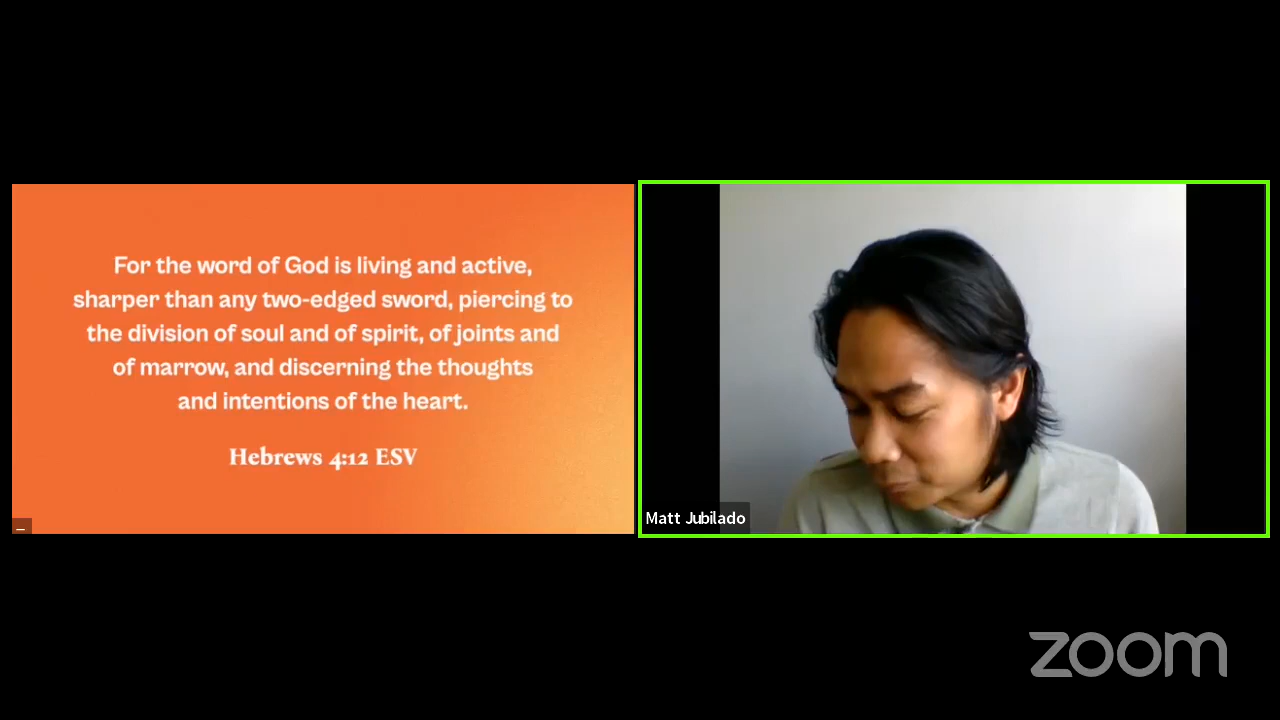 For the word of God is living and active,
sharper than any two-edged sword, piercing to
the division of soul and of spirit, of joints and
of marrow, and discerning the thoughts
and intentions of the heart.
Hebrews 4:12 ESV
_
Matt Jubilado
zoom